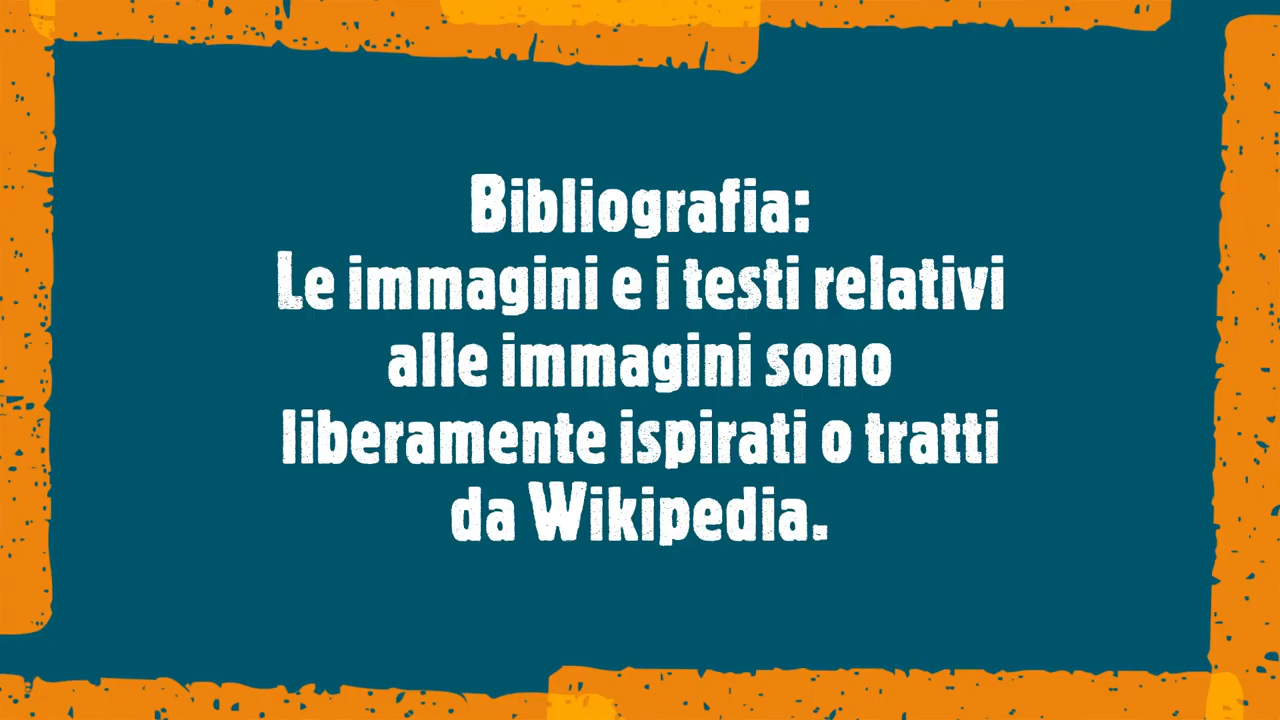 Bibliografia:
Le immagini e i testi relativi
alle immagini sono
liberamente ispirati o tratti
da Wikipedia.